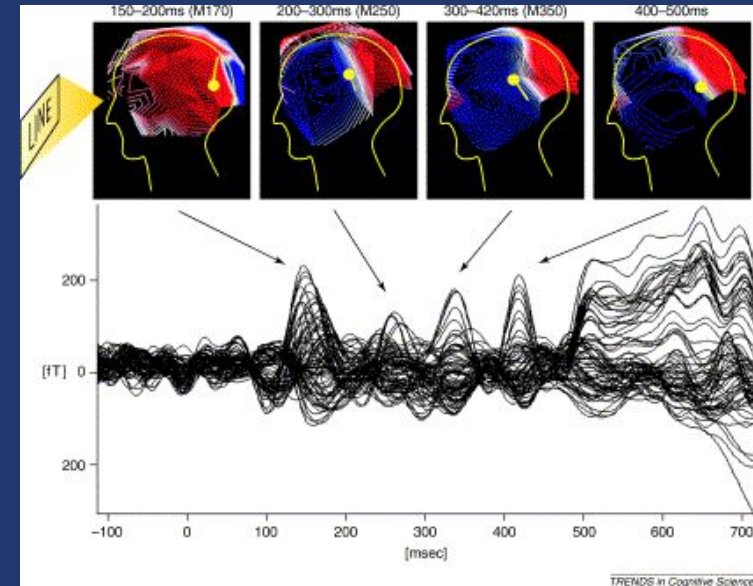 150–200ms (M170) 200–300ms (M250) 300–420ms (M350) 400–500ms
LINE
200
[fT] 0
200
−100 0 100 200 300 400 500 600 700
[msec]
TRENDS in Cognitive Science